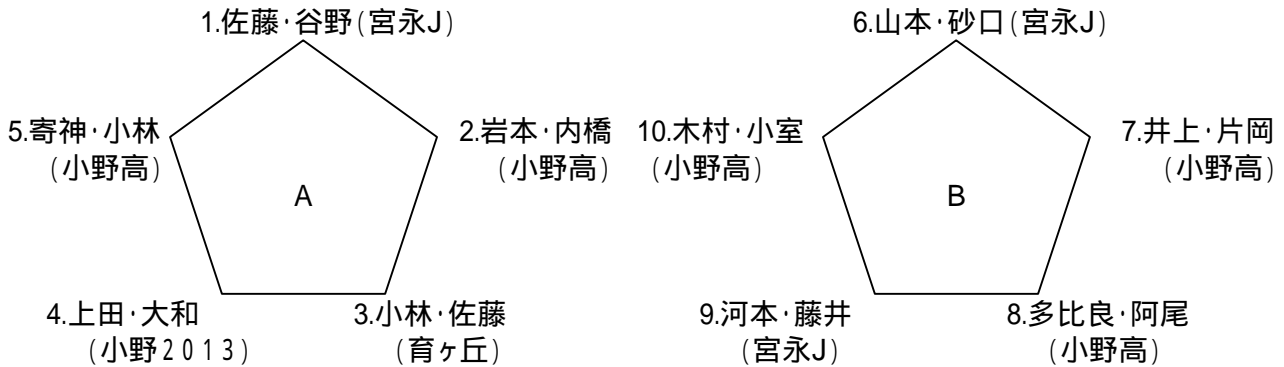 1.佐藤・谷野(宮永J)
5.寄神・小林
(小野高)
2.岩本・内橋
(小野高)
A
4.上田・大和
(小野2013)
3.小林・佐藤
(育ヶ丘)
6.山本・砂口(宮永J)
10.木村・小室
(小野高)
7.井上・片岡
(小野高)
B
9.河本・藤井
(宮永J)
8.多比良・阿尾
(小野高)